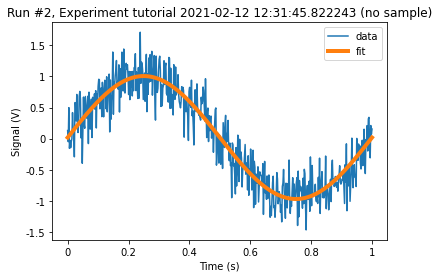 Run #2, Experiment tutorial 2021-02-12 12:31:45.822243 (no sample)
data
fit
Signal (V)
1.5
1
0.5
0
-0.5
-1
-1.5
0
0.2
0.4
0.6
0.8
1
Time (s)